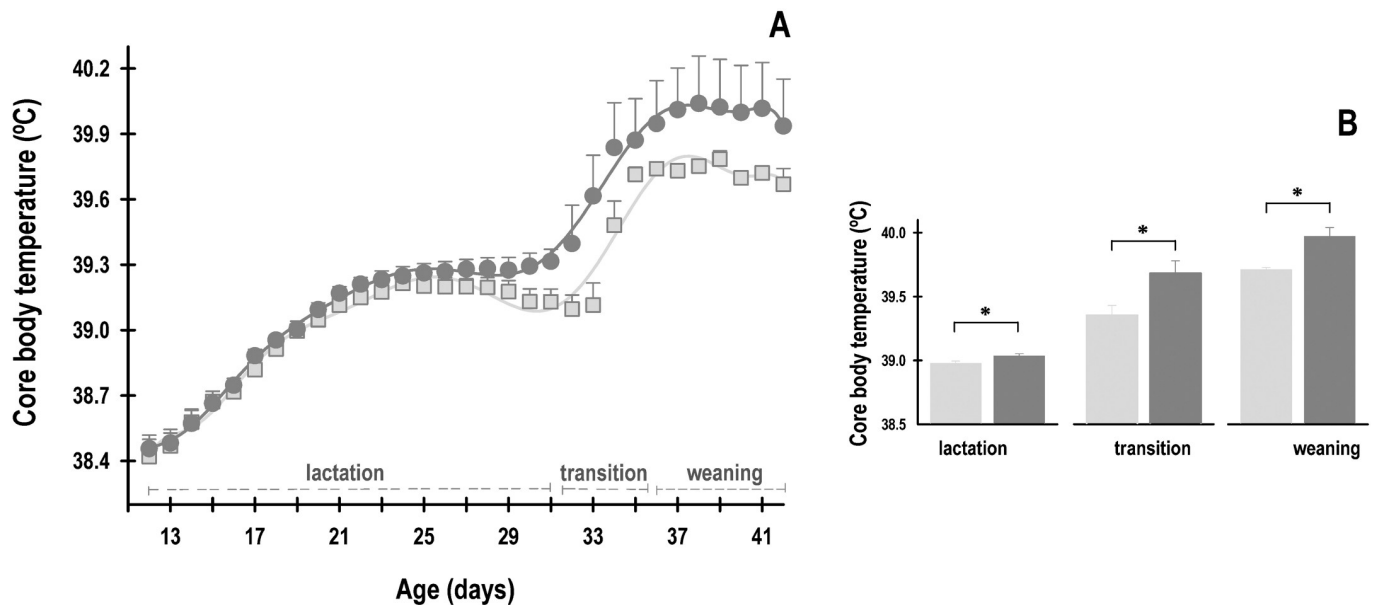 A
Core body temperature (ºC)
40.2
39.9
39.6
39.3
39.0
38.7
38.4
lactation transition weaning
13 17 21 25 29 33 37 41
Age (days)
B
Core body temperature (ºC)
40.0
39.5
39.0
38.5
* * *
lactation transition weaning